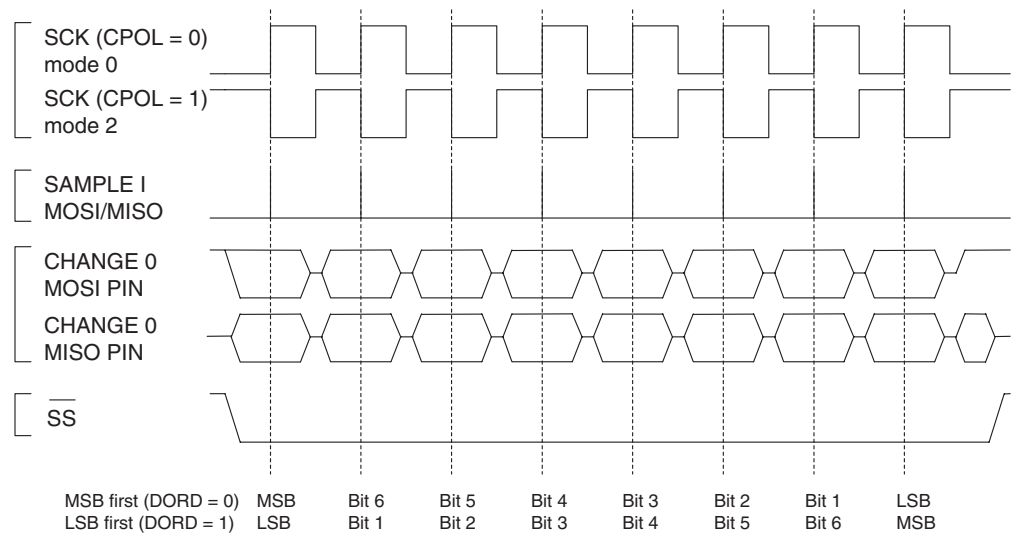 SCK (CPOL = 0)
mode 0
SCK (CPOL = 1)
mode 2
SAMPLE I
MOSI/MISO
CHANGE 0
MOSI PIN
CHANGE 0
MISO PIN
SS
MSB first (DORD = 0) MSB Bit 6 Bit 5 Bit 4 Bit 3 Bit 2 Bit 1 LSB
LSB first (DORD = 1) LSB Bit 1 Bit 2 Bit 3 Bit 4 Bit 5 Bit 6 MSB